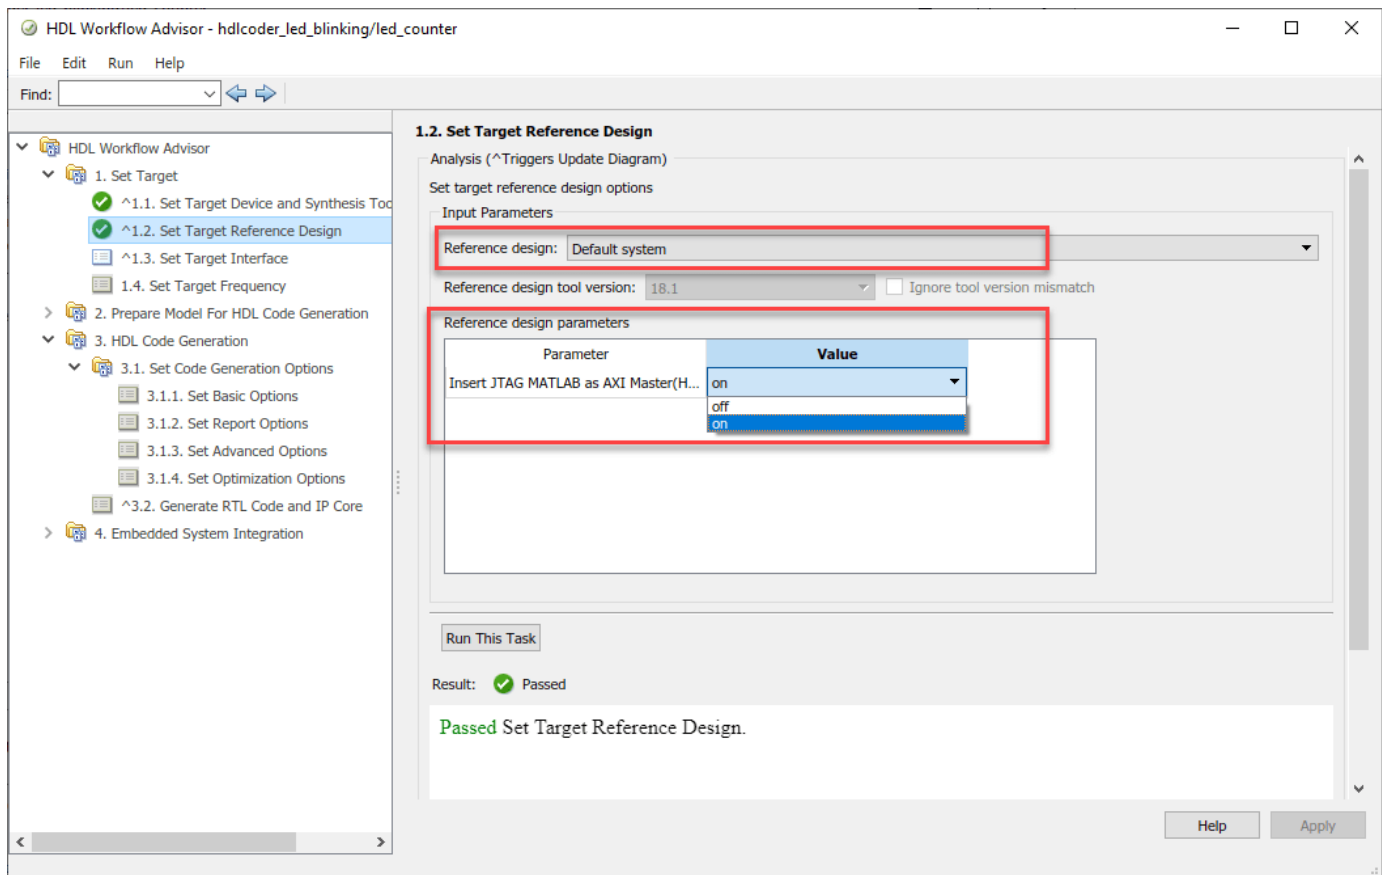 HDL Workflow Advisor - hdlcoder_led_blinking/led_counter
File Edit Run Help
Find:
HDL Workflow Advisor
1. Set Target
^1.1. Set Target Device and Synthesis Too
^1.2. Set Target Reference Design
^1.3. Set Target Interface
1.4. Set Target Frequency
2. Prepare Model For HDL Code Generation
3. HDL Code Generation
3.1. Set Code Generation Options
3.1.1. Set Basic Options
3.1.2. Set Report Options
3.1.3. Set Advanced Options
3.1.4. Set Optimization Options
^3.2. Generate RTL Code and IP Core
4. Embedded System Integration
1.2. Set Target Reference Design
Analysis (^Triggers Update Diagram)
Set target reference design options
Input Parameters
Reference design: Default system
Reference design tool version: 18.1 Ignore tool version mismatch
Reference design parameters
Parameter Value
Insert JTAG MATLAB as AXI Master(H... on
off
on
Run This Task
Result: Passed
Passed Set Target Reference Design.
Help Apply